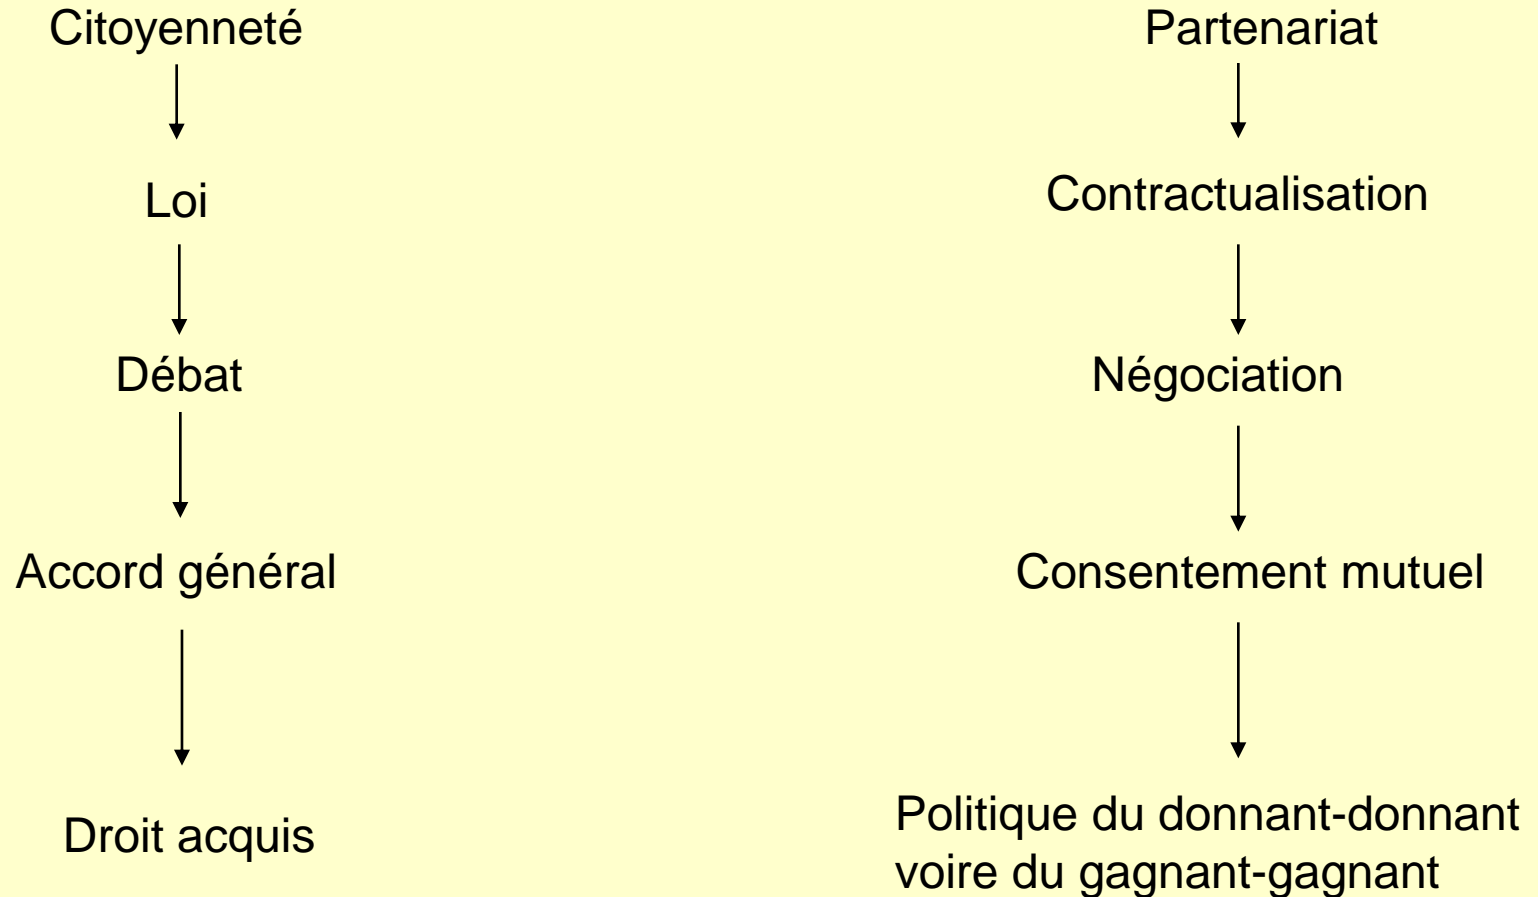 Citoyenneté
Loi
Débat
Accord général
Droit acquis
Partenariat
Contractualisation
Négociation
Consentement mutuel
Politique du donnant-donnant
voire du gagnant-gagnant